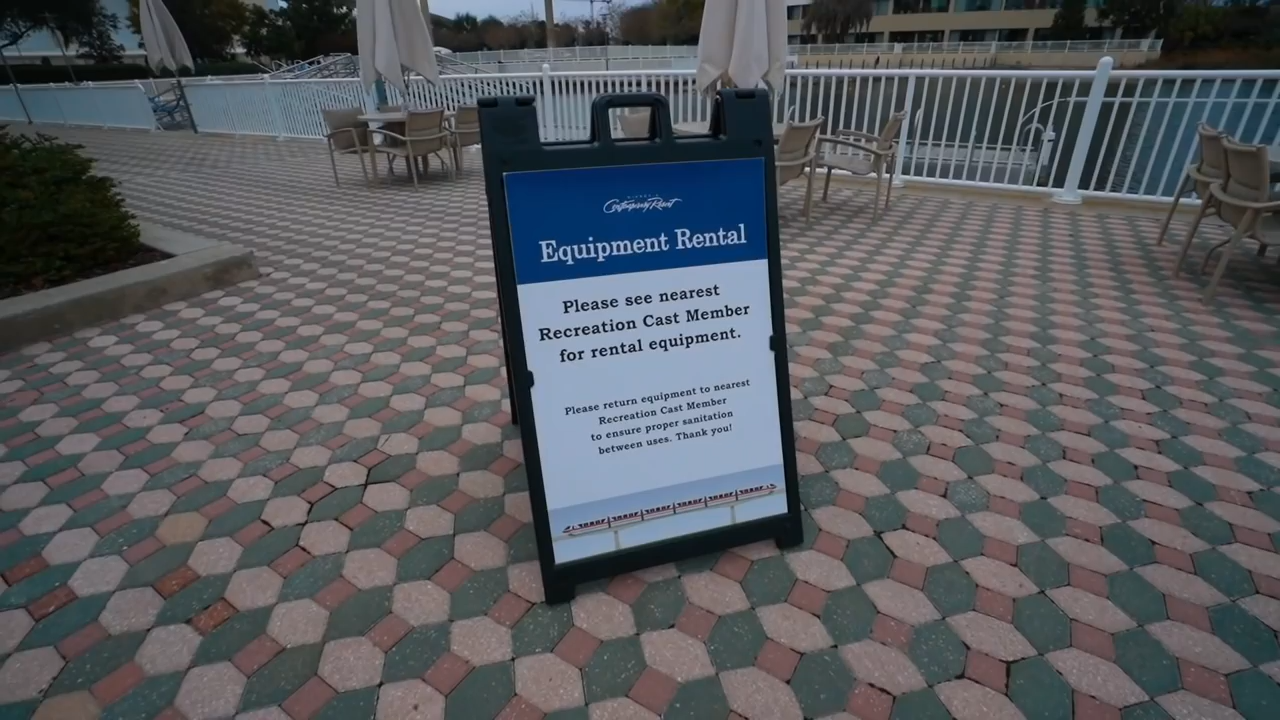 Contemporary Resort
Equipment Rental
Please see nearest
Recreation Cast Member
for rental equipment.
Please return equipment to nearest
Recreation Cast Member
to ensure proper sanitation
between uses. Thank you!